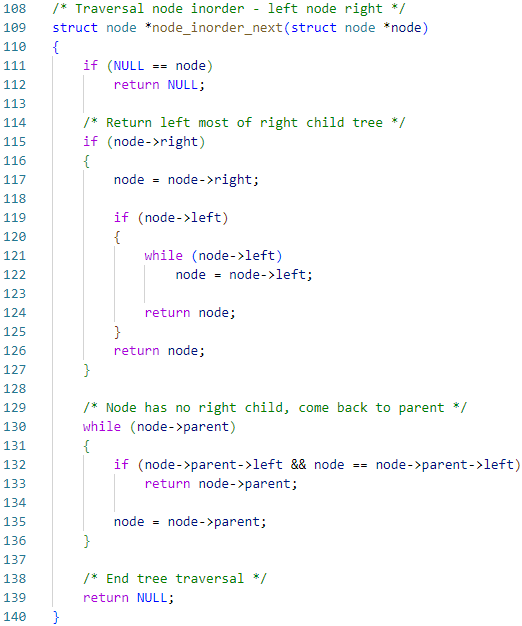 108 /* Traversal node inorder - left node right */
109 struct node *node_inorder_next(struct node *node)
110 {
111     if (NULL == node)
112         return NULL;
113
114     /* Return left most of right child tree */
115     if (node->right)
116     {
117         node = node->right;
118
119         if (node->left)
120         {
121             while (node->left)
122                 node = node->left;
123
124             return node;
125         }
126         return node;
127     }
128
129     /* Node has no right child, come back to parent */
130     while (node->parent)
131     {
132         if (node->parent->left && node == node->parent->left)
133             return node->parent;
134
135         node = node->parent;
136     }
137
138     /* End tree traversal */
139     return NULL;
140 }